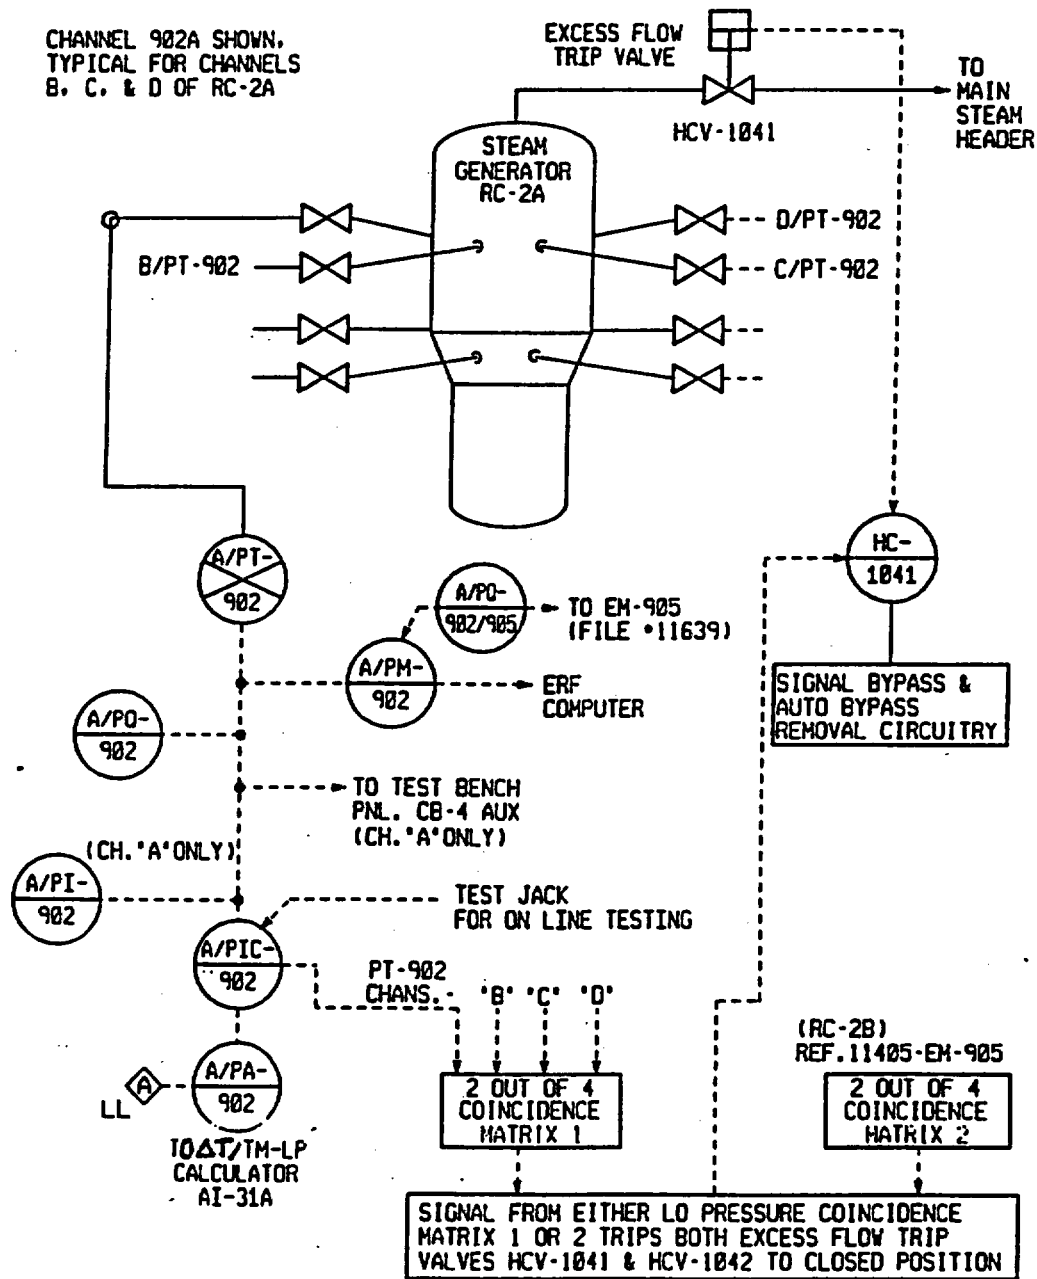 CHANNEL 902A SHOWN,
TYPICAL FOR CHANNELS
B, C, & D OF RC-2A
EXCESS FLOW
TRIP VALVE
TO
MAIN
STEAM
HEADER
HCV-1041
STEAM
GENERATOR
RC-2A
B/PT-902
D/PT-902
C/PT-902
HC-
1041
A/PT-
902
A/PQ-
902/905
TO EM-905
(FILE *11639)
A/PM-
902
ERF
COMPUTER
SIGNAL BYPASS &
AUTO BYPASS
REMOVAL CIRCUITRY
A/PQ-
902
TO TEST BENCH
PNL. CB-4 AUX
(CH."A"ONLY)
(CH."A"ONLY)
A/PI-
902
TEST JACK
FOR ON LINE TESTING
A/PIC-
902
PT-902
CHANS.-
"B" "C" "D"
(RC-2B)
REF.11405-EM-905
A
LL
A/PA-
902
2 OUT OF 4
COINCIDENCE
MATRIX 1
2 OUT OF 4
COINCIDENCE
MATRIX 2
TO ΔT/TM-LP
CALCULATOR
AI-31A
SIGNAL FROM EITHER LO PRESSURE COINCIDENCE
MATRIX 1 OR 2 TRIPS BOTH EXCESS FLOW TRIP
VALVES HCV-1041 & HCV-1042 TO CLOSED POSITION